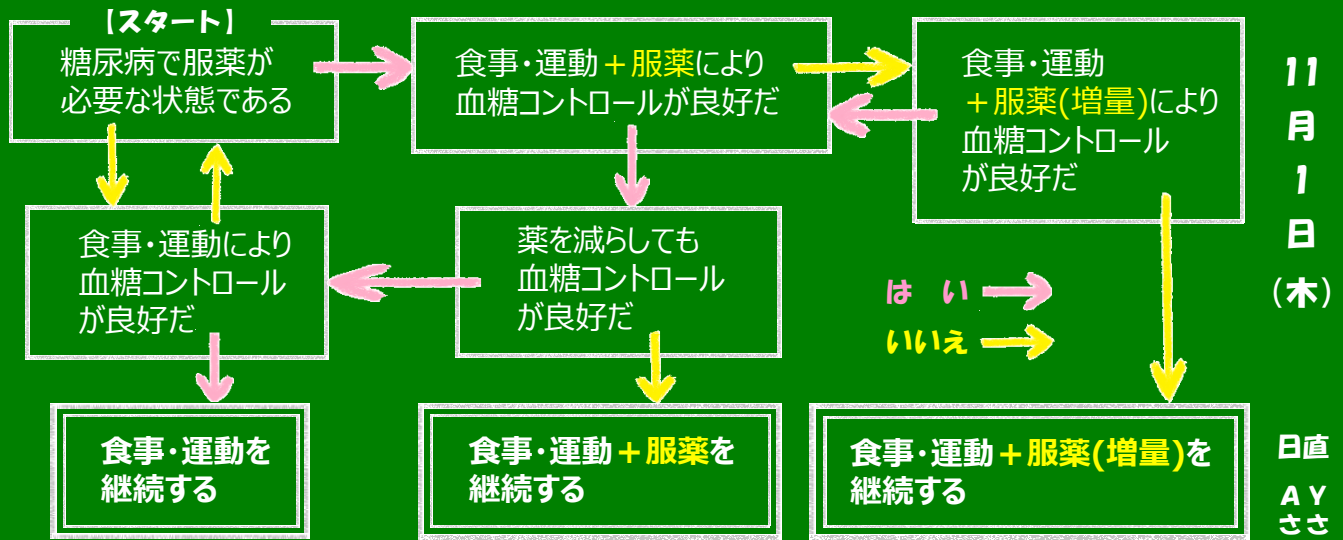 【スタート】
糖尿病で服薬が
必要な状態である
食事・運動＋服薬により
血糖コントロールが良好だ
食事・運動
＋服薬(増量)により
血糖コントロール
が良好だ
食事・運動により
血糖コントロール
が良好だ
薬を減らしても
血糖コントロール
が良好だ
はい
いいえ
食事・運動を
継続する
食事・運動＋服薬を
継続する
食事・運動＋服薬(増量)を
継続する
11月1日(木)
日直
A Y
ささ